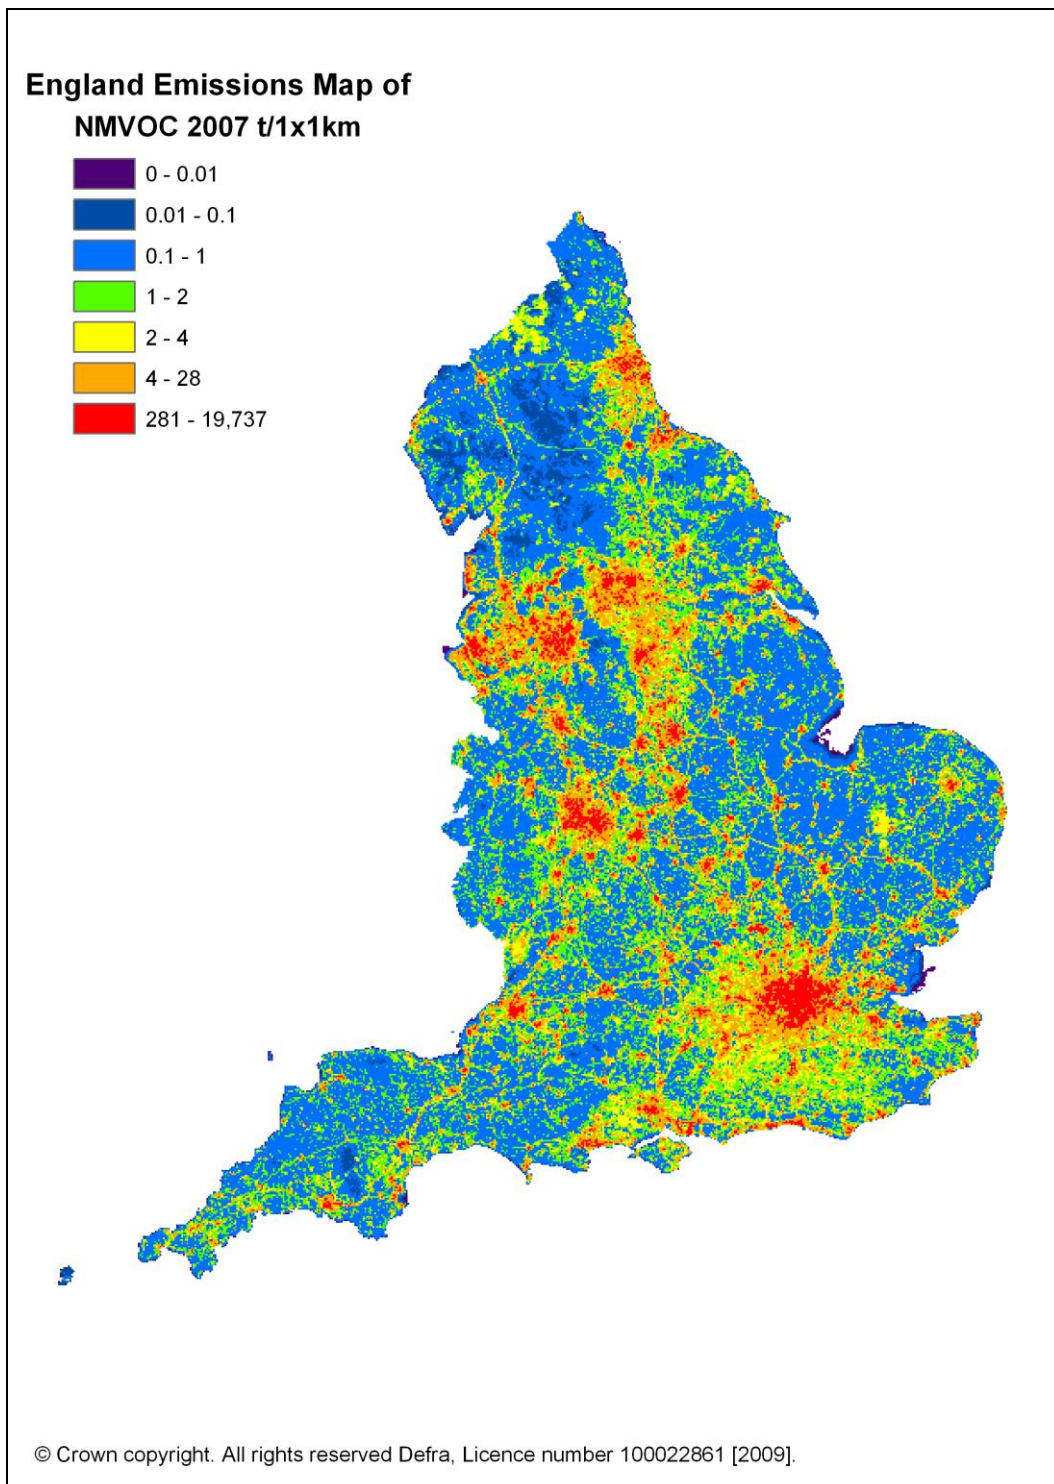 England Emissions Map of
NMVOC 2007 t/1x1km
0 - 0.01
0.01 - 0.1
0.1 - 1
1 - 2
2 - 4
4 - 28
281 - 19,737
© Crown copyright. All rights reserved Defra, Licence number 100022861 [2009].